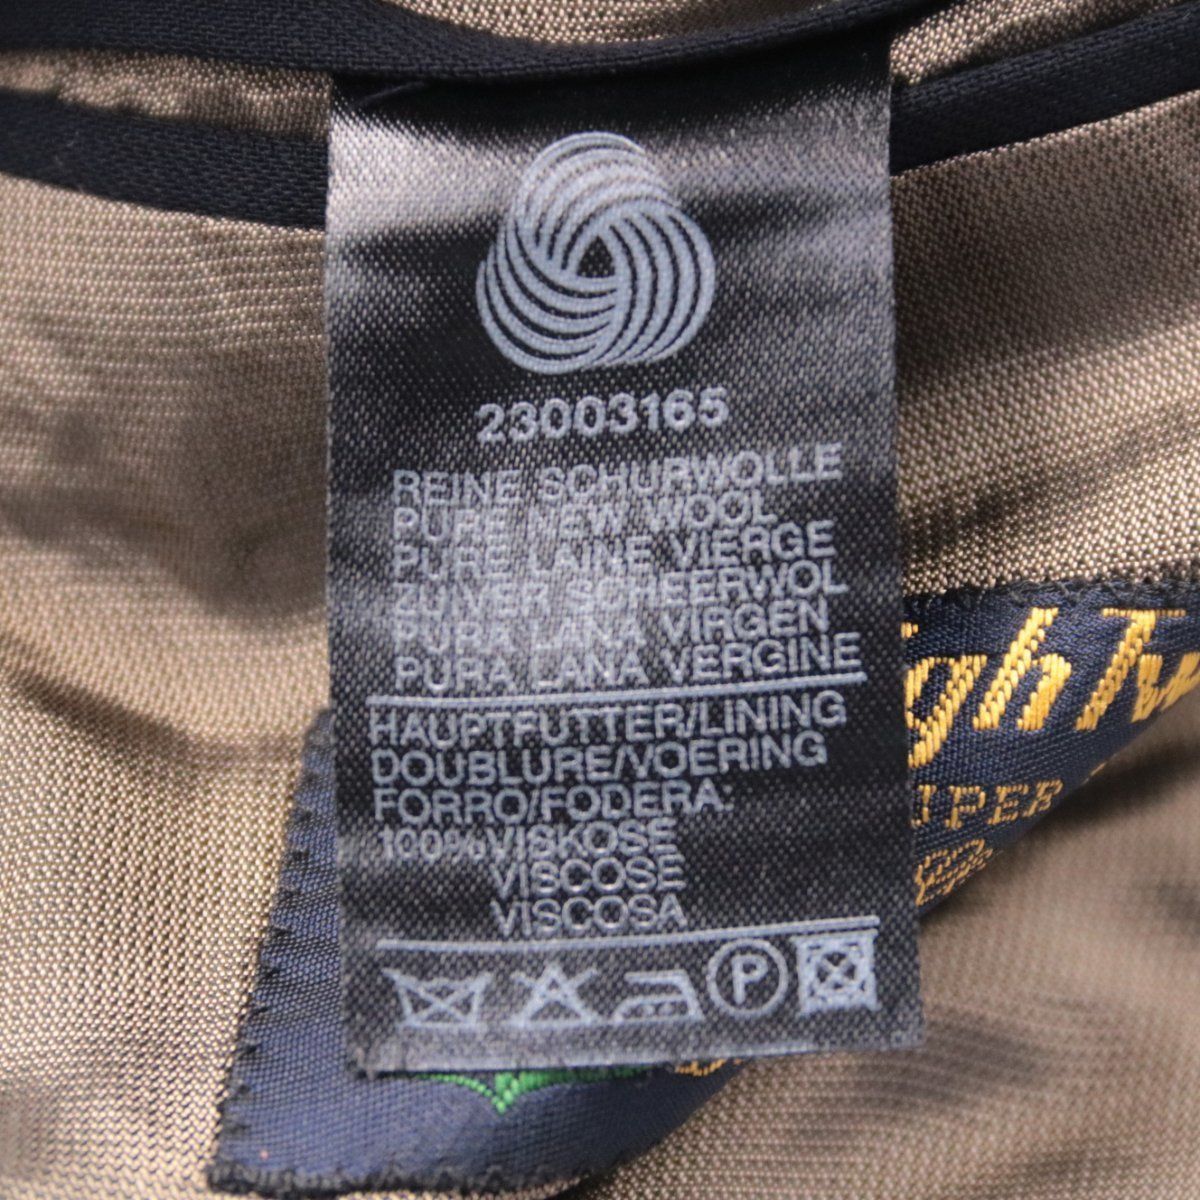 23003165
REINE SCHURWOLLE
PURE NEW WOOL
PURE LAINE VIERGE
ZUIVER SCHEERWOL
PURA LANA VIRGEN
PURA LANA VERGINE
HAUPTFUTTER/LINING
DOUBLURE/VOERING
FORRO/FODERA:
100%VISKOSE
VISCOSE
VISCOSA
P